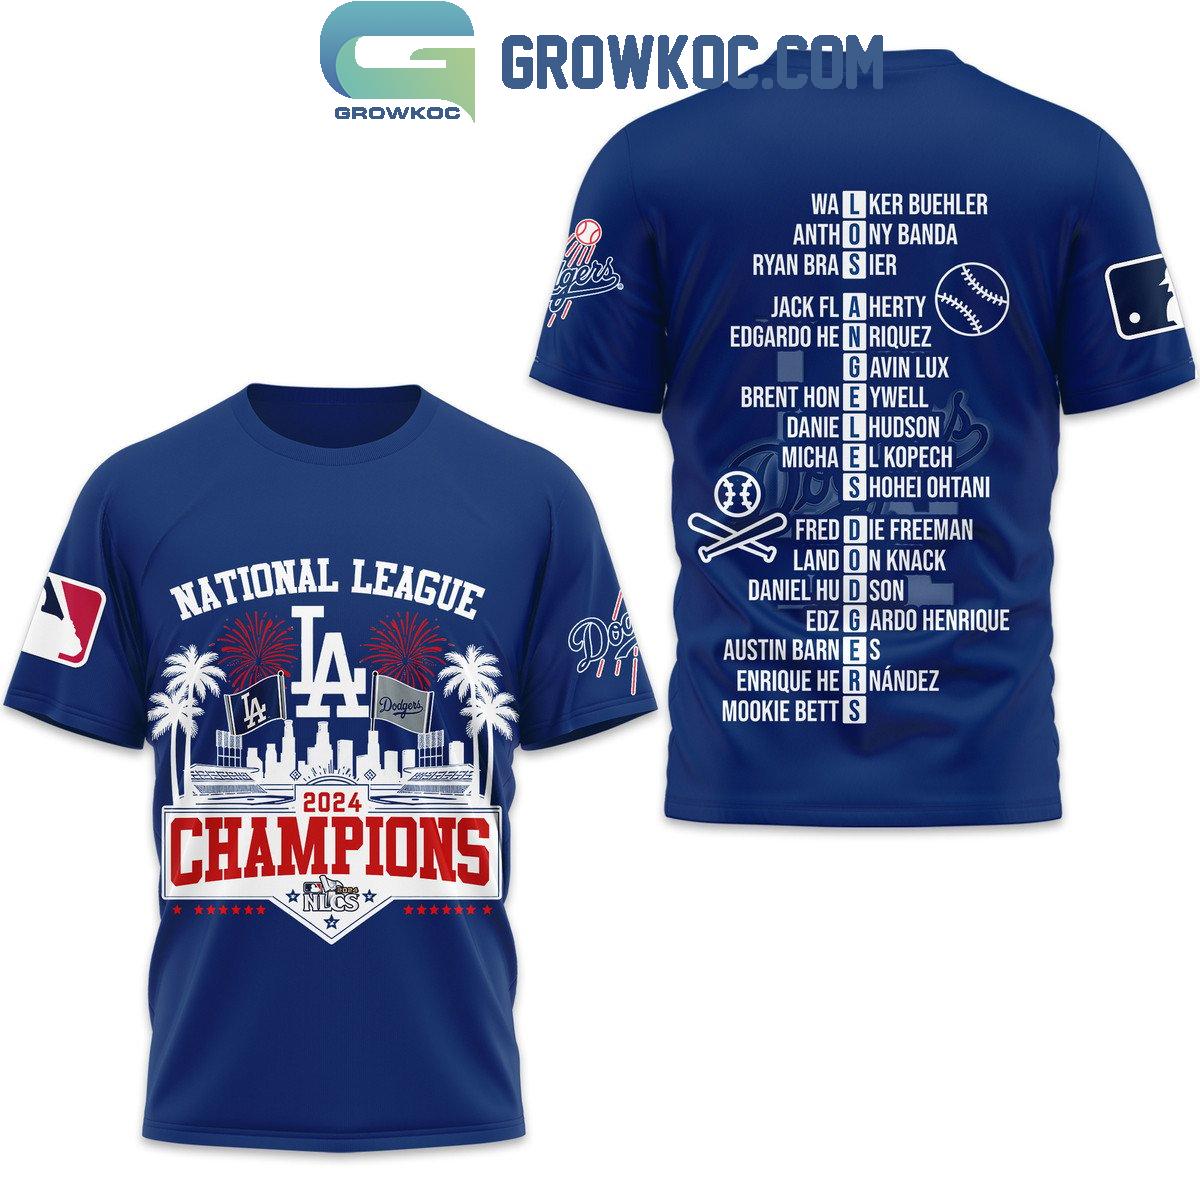 GROWKOC
GROWKOC.COM
WALKER BUEHLER
ANTHONY BANDA
RYAN BRASIER
JACK FLAHERTY
EDGARDO HENRIQUEZ
GAVIN LUX
BRENT HONEYWELL
DANIEL HUDSON
MICHAEL KOPECH
SHOHEI OHTANI
FREDDIE FREEMAN
LANDON KNACK
DANIEL HUDSON
EDZGARDO HENRIQUE
AUSTIN BARNES
ENRIQUE HERNÁNDEZ
MOOKIE BETTS
Dodgers
NATIONAL LEAGUE
LA
LA
Dodgers
2024
CHAMPIONS
2024
NLCS